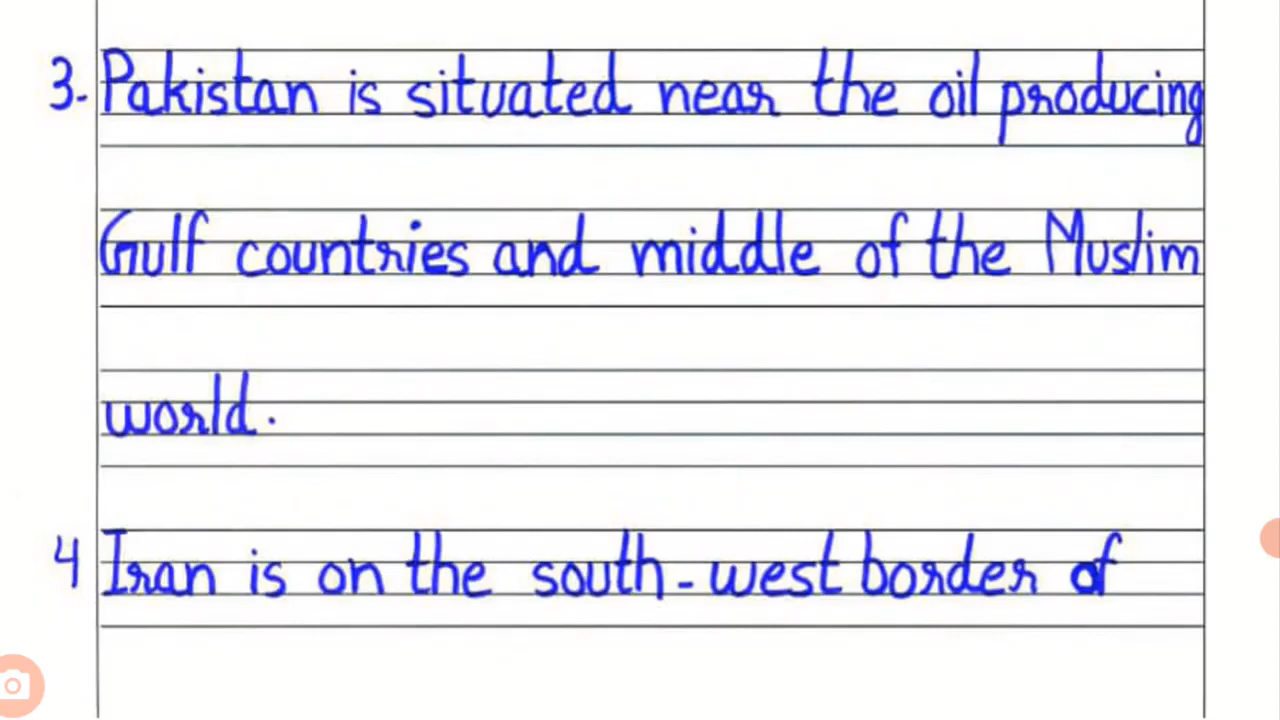 3. Pakistan is situated near the oil producing
Gulf countries and middle of the Muslim
world.
4 Iran is on the south-west border of